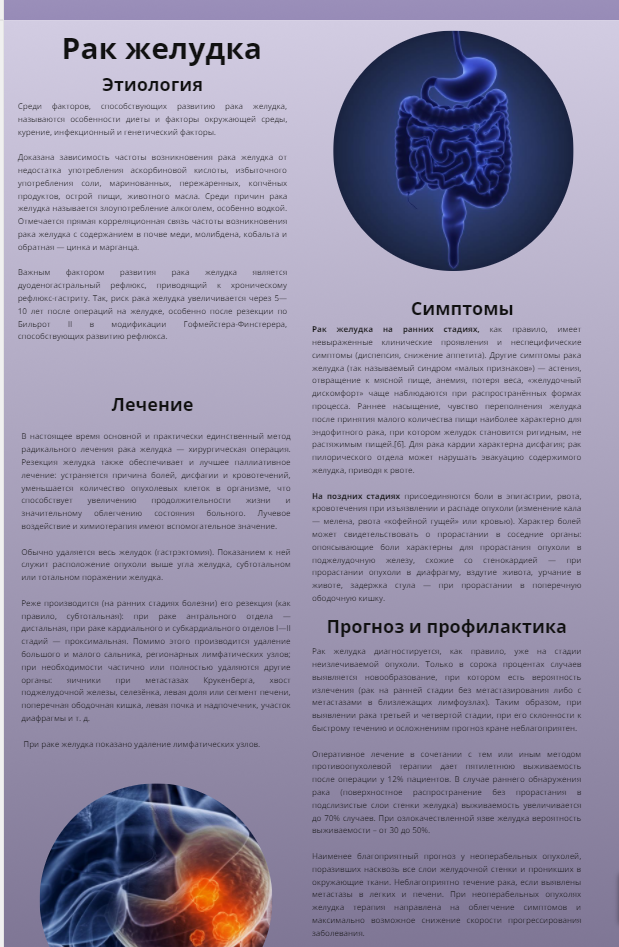 Рак желудка
Этиология
Среди факторов, способствующих развитию рака желудка,
называются особенности диеты и факторы окружающей среды,
курение, инфекционный и генетический факторы.
Доказана зависимость частоты возникновения рака желудка от
недостатка употребления аскорбиновой кислоты, избыточного
употребления соли, маринованных, пережаренных, копчёных
продуктов, острой пищи, животного масла. Среди причин рака
желудка называется злоупотребление алкоголем, особенно водкой.
Отмечается прямая корреляционная связь частоты возникновения
рака желудка с содержанием в почве меди, молибдена, кобальта и
обратная — цинка и марганца.
Важным фактором развития рака желудка является
дуоденогастральный рефлюкс, приводящий к хроническому
рефлюкс-гастриту. Так, риск рака желудка увеличивается через 5—
10 лет после операций на желудке, особенно после резекции по
Бильрот II в модификации Гофмейстера-Финстерера,
способствующих развитию рефлюкса.
Лечение
В настоящее время основной и практически единственный метод
радикального лечения рака желудка — хирургическая операция.
Резекция желудка также обеспечивает и лучшее паллиативное
лечение: устраняется причина болей, дисфагии и кровотечений,
уменьшается количество опухолевых клеток в организме, что
способствует увеличению продолжительности жизни и
значительному облегчению состояния больного. Лучевое
воздействие и химиотерапия имеют вспомогательное значение.
Обычно удаляется весь желудок (гастрэктомия). Показанием к ней
служит расположение опухоли выше угла желудка, субтотальном
или тотальном поражении желудка.
Реже производится (на ранних стадиях болезни) его резекция (как
правило, субтотальная): при раке антрального отдела —
дистальная, при раке кардиального и субкардиального отделов I—II
стадий — проксимальная. Помимо этого производится удаление
большого и малого сальника, регионарных лимфатических узлов;
при необходимости частично или полностью удаляются другие
органы: яичники при метастазах Крукенберга, хвост
поджелудочной железы, селезёнка, левая доля или сегмент печени,
поперечная ободочная кишка, левая почка и надпочечник, участок
диафрагмы и т. д.
При раке желудка показано удаление лимфатических узлов.
Симптомы
Рак желудка на ранних стадиях, как правило, имеет
невыраженные клинические проявления и неспецифические
симптомы (диспепсия, снижение аппетита). Другие симптомы рака
желудка (так называемый синдром «малых признаков») — астения,
отвращение к мясной пище, анемия, потеря веса, «желудочный
дискомфорт» чаще наблюдаются при распространённых формах
процесса. Раннее насыщение, чувство переполнения желудка
после принятия малого количества пищи наиболее характерно для
эндофитного рака, при котором желудок становится ригидным, не
растяжимым пищей.[6]. Для рака кардии характерна дисфагия; рак
пилорического отдела может нарушать эвакуацию содержимого
желудка, приводя к рвоте.
На поздних стадиях присоединяются боли в эпигастрии, рвота,
кровотечения при изъязвлении и распаде опухоли (изменение кала
— мелена, рвота «кофейной гущей» или кровью). Характер болей
может свидетельствовать о прорастании в соседние органы:
опоясывающие боли характерны для прорастания опухоли в
поджелудочную железу, схожие со стенокардией — при
прорастании опухоли в диафрагму, вздутие живота, урчание в
животе, задержка стула — при прорастании в поперечную
ободочную кишку.
Прогноз и профилактика
Рак желудка диагностируется, как правило, уже на стадии
неизлечиваемой опухоли. Только в сорока процентах случаев
выявляется новообразование, при котором есть вероятность
излечения (рак на ранней стадии без метастазирования либо с
метастазами в близлежащих лимфоузлах). Таким образом, при
выявлении рака третьей и четвертой стадии, при его склонности к
быстрому течению и осложнениям прогноз кране неблагоприятен.
Оперативное лечение в сочетании с тем или иным методом
противоопухолевой терапии дает пятилетнюю выживаемость
после операции у 12% пациентов. В случае раннего обнаружения
рака (поверхностное распространение без прорастания в
подслизистые слои стенки желудка) выживаемость увеличивается
до 70% случаев. При озлокачествленной язве желудка вероятность
выживаемости – от 30 до 50%.
Наименее благоприятный прогноз у неоперабельных опухолей,
поразивших насквозь все слои желудочной стенки и проникших в
окружающие ткани. Неблагоприятно течение рака, если выявлены
метастазы в легких и печени. При неоперабельных опухолях
желудка терапия направлена на облегчение симптомов и
максимально возможное снижение скорости прогрессирования
заболевания.